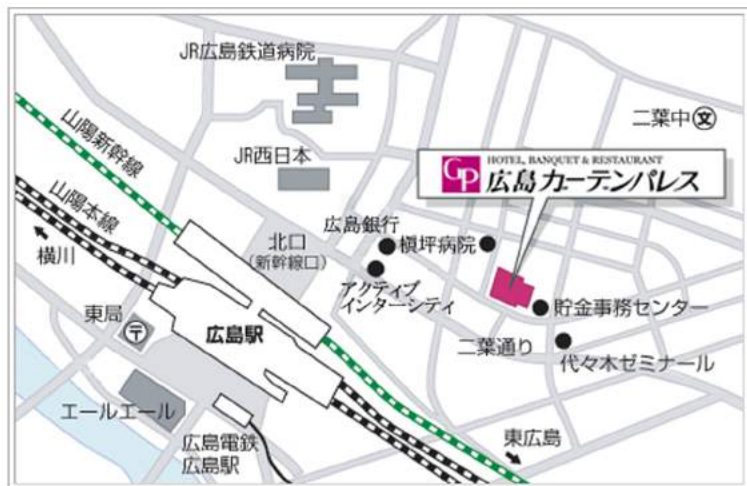 JR広島鉄道病院
二葉中
文
山陽新幹線
JR西日本
GP
HOTEL, BANQUET & RESTAURANT
広島ガーデンパレス
山陽本線
広島銀行
北口
(新幹線口)
槇坪病院
横川
アクティブ
インターシティ
東局
〒
広島駅
貯金事務センター
二葉通り
代々木ゼミナール
エールエール
広島電鉄
広島駅
東広島